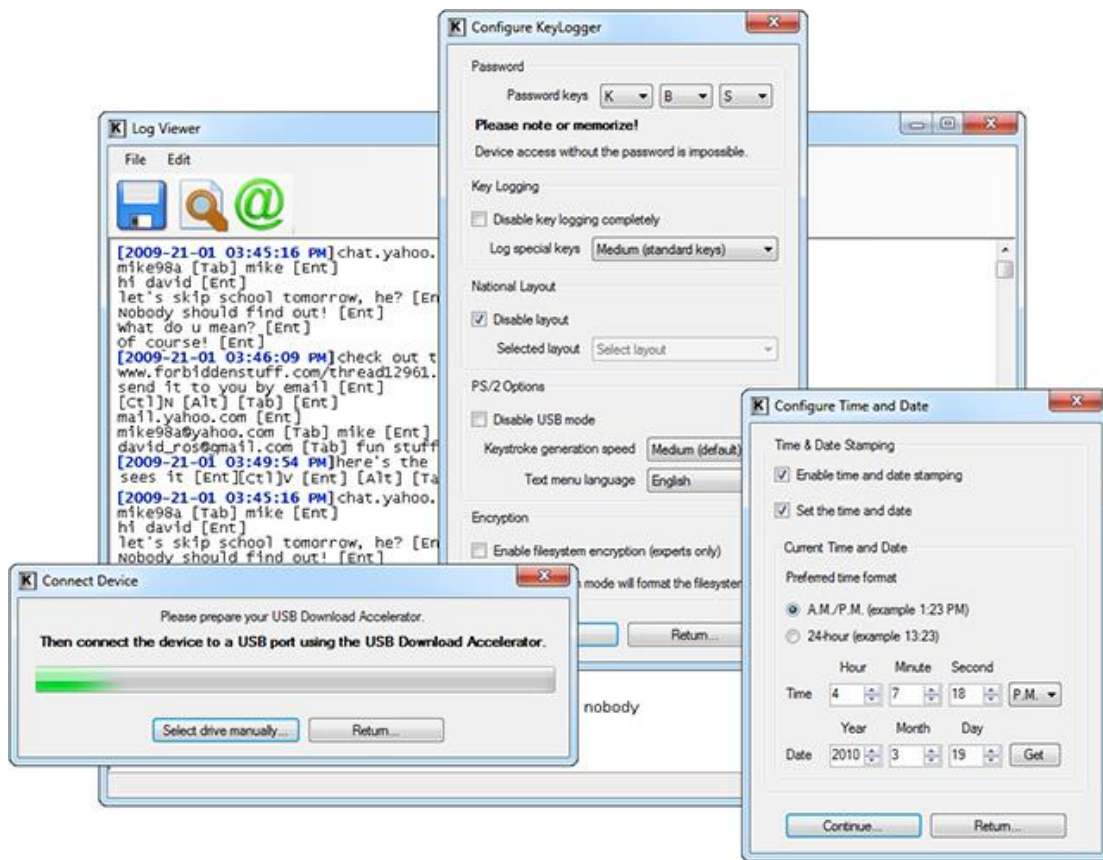 Configure KeyLogger
Password
Password keys K B S
Please note or memorize!
Device access without the password is impossible.
Key Logging
Disable key logging completely
Log special keys Medium (standard keys)
National Layout
Disable layout
Selected layout Select layout
PS/2 Options
Disable USB mode
Keystroke generation speed Medium (default)
Text menu language English
Encryption
Enable filesystem encryption (experts only)
mode will format the filesystem
Return...
Log Viewer
File Edit
[2009-21-01 03:45:16 PM]chat.yahoo.
mike98a [Tab] mike [Ent]
hi david [Ent]
let's skip school tomorrow, he? [En
Nobody should find out! [Ent]
what do u mean? [Ent]
Of course! [Ent]
[2009-21-01 03:46:09 PM]check out t
www.forbiddenstuff.com/thread12961.
send it to you by email [Ent]
[Ctl]N [Alt] [Tab] [Ent]
mail.yahoo.com [Ent]
mike98a@yahoo.com [Tab] mike [Ent]
david_ros@gmail.com [Tab] fun stuff
[2009-21-01 03:49:54 PM]here's the
sees it [Ent][Ctl]V [Ent] [Alt] [Ta
[2009-21-01 03:45:16 PM]chat.yahoo.
mike98a [Tab] mike [Ent]
hi david [Ent]
let's skip school tomorrow, he? [En
Nobody should find out! [Ent]
nobody
Connect Device
Please prepare your USB Download Accelerator.
Then connect the device to a USB port using the USB Download Accelerator.
Select drive manually... Return...
Configure Time and Date
Time & Date Stamping
Enable time and date stamping
Set the time and date
Current Time and Date
Preferred time format
A.M./P.M. (example 1:23 PM)
24-hour (example 13:23)
Hour Minute Second
Time 4 7 18 P.M.
Year Month Day
Date 2010 3 19 Get
Continue... Return...